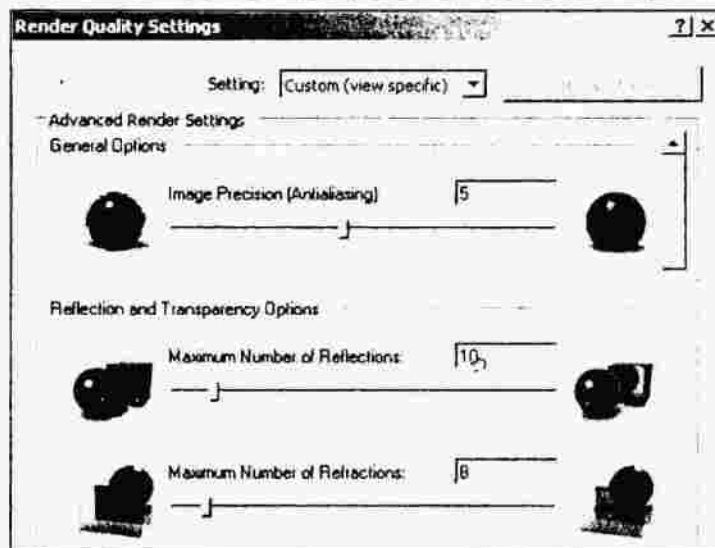 Render Quality Settings
Setting: Custom (view specific)
Advanced Render Settings
General Options
Image Precision (Antialiasing) 5
Reflection and Transparency Options
Maximum Number of Reflections: 10
Maximum Number of Refractions: 8